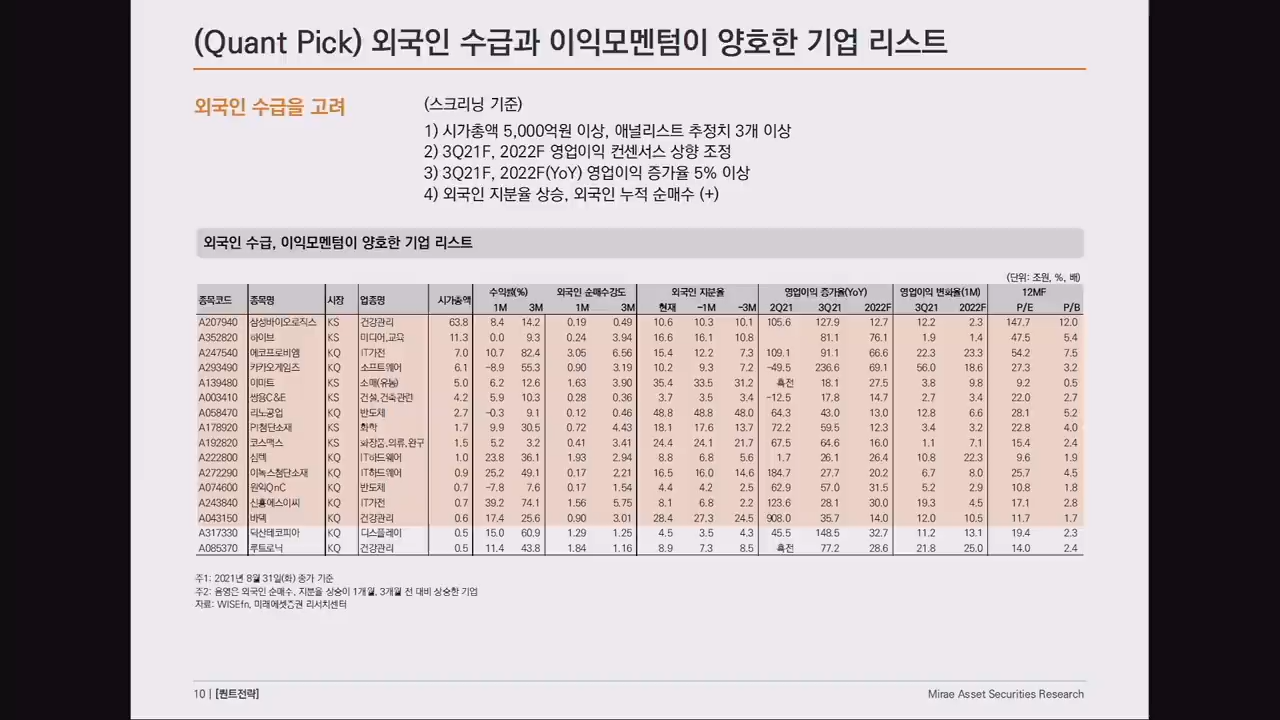 (Quant Pick) 외국인 수급과 이익모멘텀이 양호한 기업 리스트
외국인 수급을 고려
(스크리닝 기준)
1) 시가총액 5,000억원 이상, 애널리스트 추정치 3개 이상
2) 3Q21F, 2022F 영업이익 컨센서스 상향 조정
3) 3Q21F, 2022F(YoY) 영업이익 증가율 5% 이상
4) 외국인 지분율 상승, 외국인 누적 순매수 (+)
외국인 수급, 이익모멘텀이 양호한 기업 리스트
(단위: 조원, %, 배)
종목코드 종목명 시장 업종명 시가총액 수익률(%) 외국인 순매수강도 외국인 지분율 영업이익 증가율(YoY) 영업이익 변화율(1M) 12MF
1M 3M 1M 3M 현재 -1M -3M 2Q21 3Q21 2022F 3Q21 2022F P/E P/B
A207940 삼성바이오로직스 KS 건강관리 63.8 8.4 14.2 0.19 0.49 10.6 10.3 10.1 105.6 127.9 12.7 12.2 2.3 147.7 12.0
A352820 하이브 KS 미디어,교육 11.3 0.0 9.3 0.24 3.94 16.6 16.1 10.8 81.1 76.1 1.9 1.4 47.5 5.4
A247540 에코프로비엠 KQ IT가전 7.0 10.7 82.4 3.05 6.56 15.4 12.2 7.3 109.1 91.1 66.6 22.3 23.3 54.2 7.5
A293490 카카오게임즈 KQ 소프트웨어 6.1 -8.9 55.3 0.90 3.19 10.2 9.3 7.2 -49.5 236.6 69.1 56.0 18.6 27.3 3.2
A139480 이마트 KS 소매(유통) 5.0 6.2 12.6 1.63 3.90 35.4 33.5 31.2 흑전 18.1 27.5 3.8 9.8 9.2 0.5
A003410 쌍용C&E KS 건설,건축관련 4.2 5.9 10.3 0.28 0.36 3.7 3.5 3.4 -12.5 17.8 14.7 2.7 3.4 22.0 2.7
A058470 리노공업 KQ 반도체 2.7 -0.3 9.1 0.12 0.46 48.8 48.8 48.0 64.3 43.0 13.0 12.8 6.6 28.1 5.2
A178920 PI첨단소재 KS 화학 1.7 9.9 30.5 0.72 4.43 18.1 17.6 13.7 72.2 59.5 12.3 3.4 3.2 22.8 4.0
A192820 코스맥스 KS 화장품,의류,완구 1.5 5.2 3.2 0.41 3.41 24.4 24.1 21.7 67.5 64.6 16.0 1.1 7.1 15.4 2.4
A222800 심텍 KQ IT하드웨어 1.0 23.8 36.1 1.93 2.94 8.8 6.8 5.6 1.7 26.1 26.4 10.8 22.3 9.6 1.9
A272290 이녹스첨단소재 KQ IT하드웨어 0.9 25.2 49.1 0.17 2.21 16.5 16.0 14.6 184.7 27.7 20.2 6.7 8.0 25.7 4.5
A074600 원익QnC KQ 반도체 0.7 -7.8 7.6 0.17 1.54 4.4 4.2 2.5 62.9 57.0 31.5 5.2 2.9 10.8 1.8
A243840 신흥에스이씨 KQ IT가전 0.7 39.2 74.1 1.56 5.75 8.1 6.8 2.2 123.6 28.1 30.0 19.3 4.5 17.1 2.8
A043150 바텍 KQ 건강관리 0.6 17.4 25.6 0.90 3.01 28.4 27.3 24.5 908.0 35.7 14.0 12.0 10.5 11.7 1.7
A317330 덕산테코피아 KQ 디스플레이 0.5 15.0 60.9 1.29 1.25 4.5 3.5 4.3 45.5 148.5 32.7 11.2 13.1 19.4 2.3
A085370 루트로닉 KQ 건강관리 0.5 11.4 43.8 1.84 1.16 8.9 7.3 8.5 흑전 77.2 28.6 21.8 25.0 14.0 2.4
주1: 2021년 8월 31일(화) 종가 기준
주2: 음영은 외국인 순매수, 지분율 상승이 1개월, 3개월 전 대비 상승한 기업
자료: WISEfn, 미래에셋증권 리서치센터
10 | [퀀트전략]
Mirae Asset Securities Research